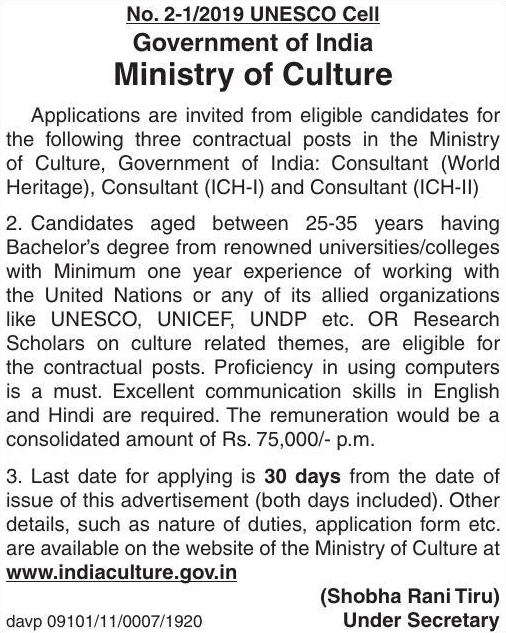 No. 2-1/2019 UNESCO Cell
Government of India
Ministry of Culture
Applications are invited from eligible candidates for
the following three contractual posts in the Ministry
of Culture, Government of India: Consultant (World
Heritage), Consultant (ICH-I) and Consultant (ICH-II)
2. Candidates aged between 25-35 years having
Bachelor's degree from renowned universities/colleges
with Minimum one year experience of working with
the United Nations or any of its allied organizations
like UNESCO, UNICEF, UNDP etc. OR Research
Scholars on culture related themes, are eligible for
the contractual posts. Proficiency in using computers
is a must. Excellent communication skills in English
and Hindi are required. The remuneration would be a
consolidated amount of Rs. 75,000/- p.m.
3. Last date for applying is 30 days from the date of
issue of this advertisement (both days included). Other
details, such as nature of duties, application form etc.
are available on the website of the Ministry of Culture at
www.indiaculture.gov.in
(Shobha Rani Tiru)
davp 09101/11/0007/1920 Under Secretary